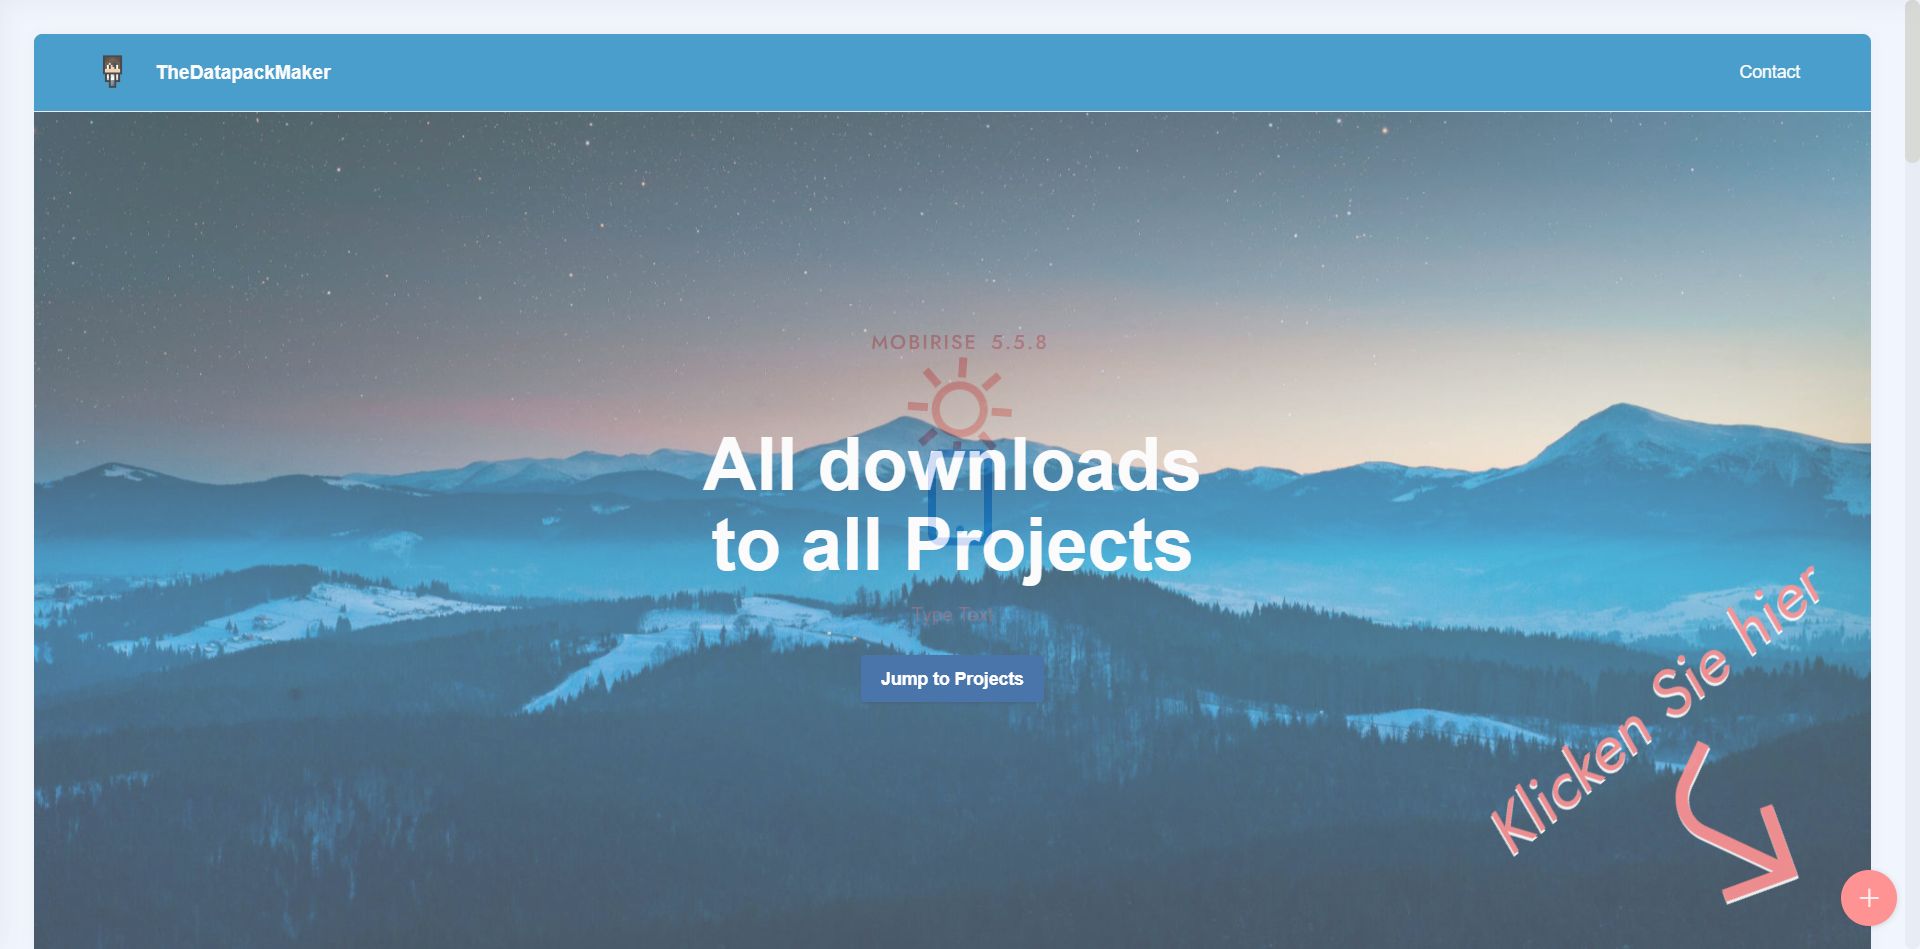 TheDatapackMaker
Contact
MOBIRISE 5.5.8
All downloads
to all Projects
Type Text
Jump to Projects
Klicken Sie hier